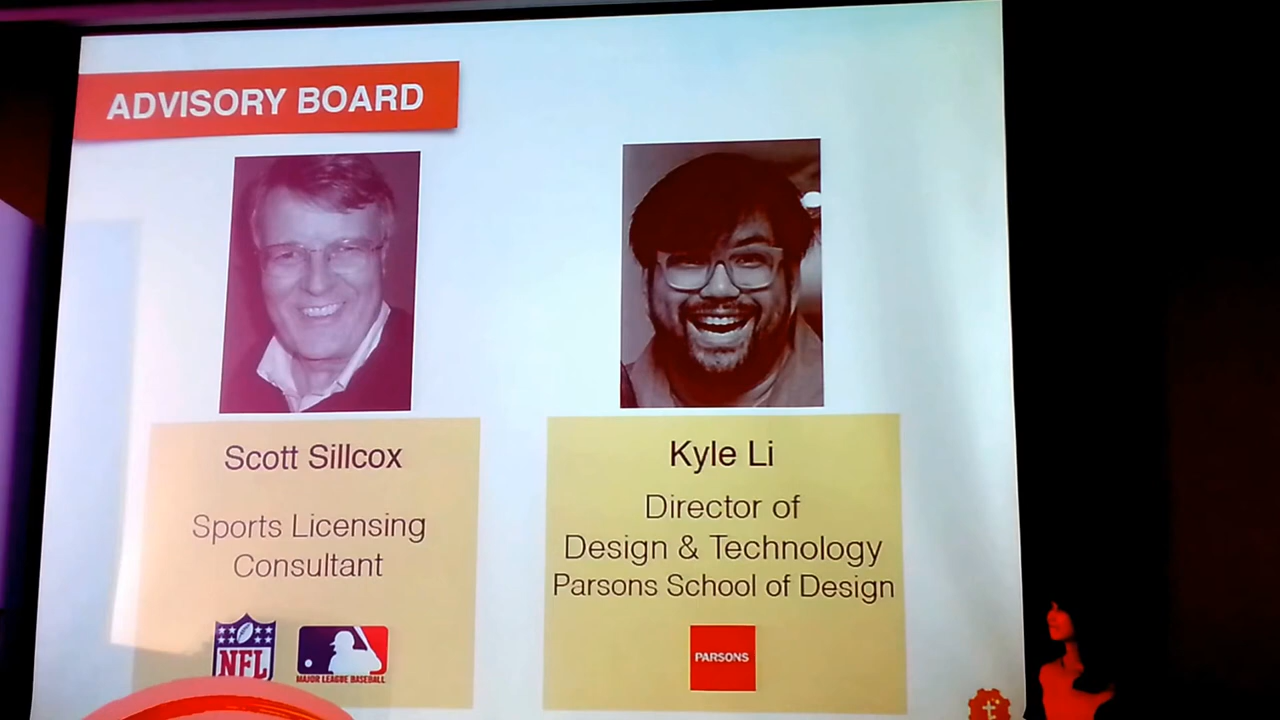 ADVISORY BOARD
Scott Sillcox
Sports Licensing
Consultant
NFL
MAJOR LEAGUE BASEBALL
Kyle Li
Director of
Design & Technology
Parsons School of Design
PARSONS
t